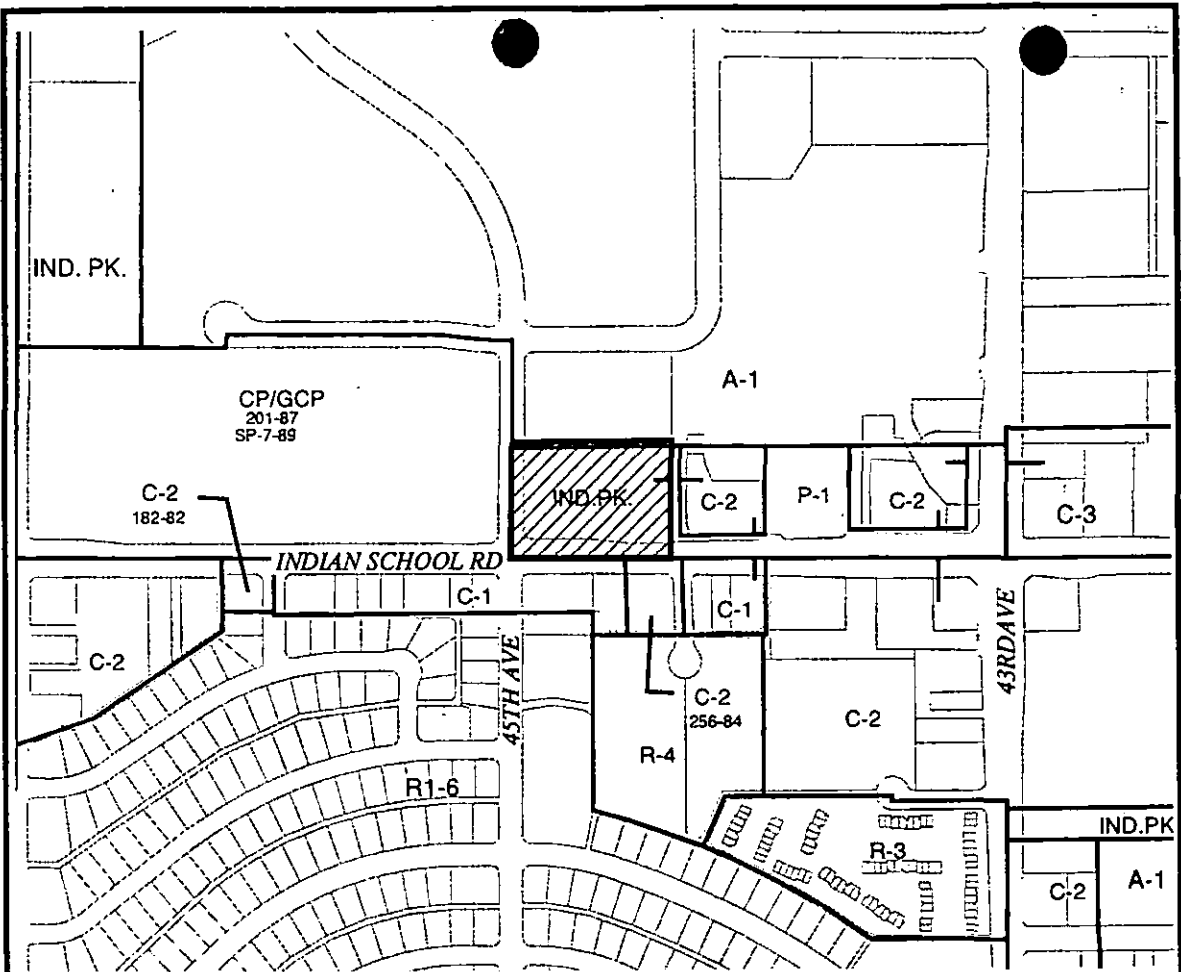 IND. PK.
A-1
CP/GCP
201-87
SP-7-89
C-2
182-82
IND.PK.
C-2
P-1
C-2
C-3
INDIAN SCHOOL RD
C-1
C-1
C-2
45TH AVE
43RDAVE
C-2
256-84
C-2
R-4
R1-6
IND.PK
R-3
C-2
A-1